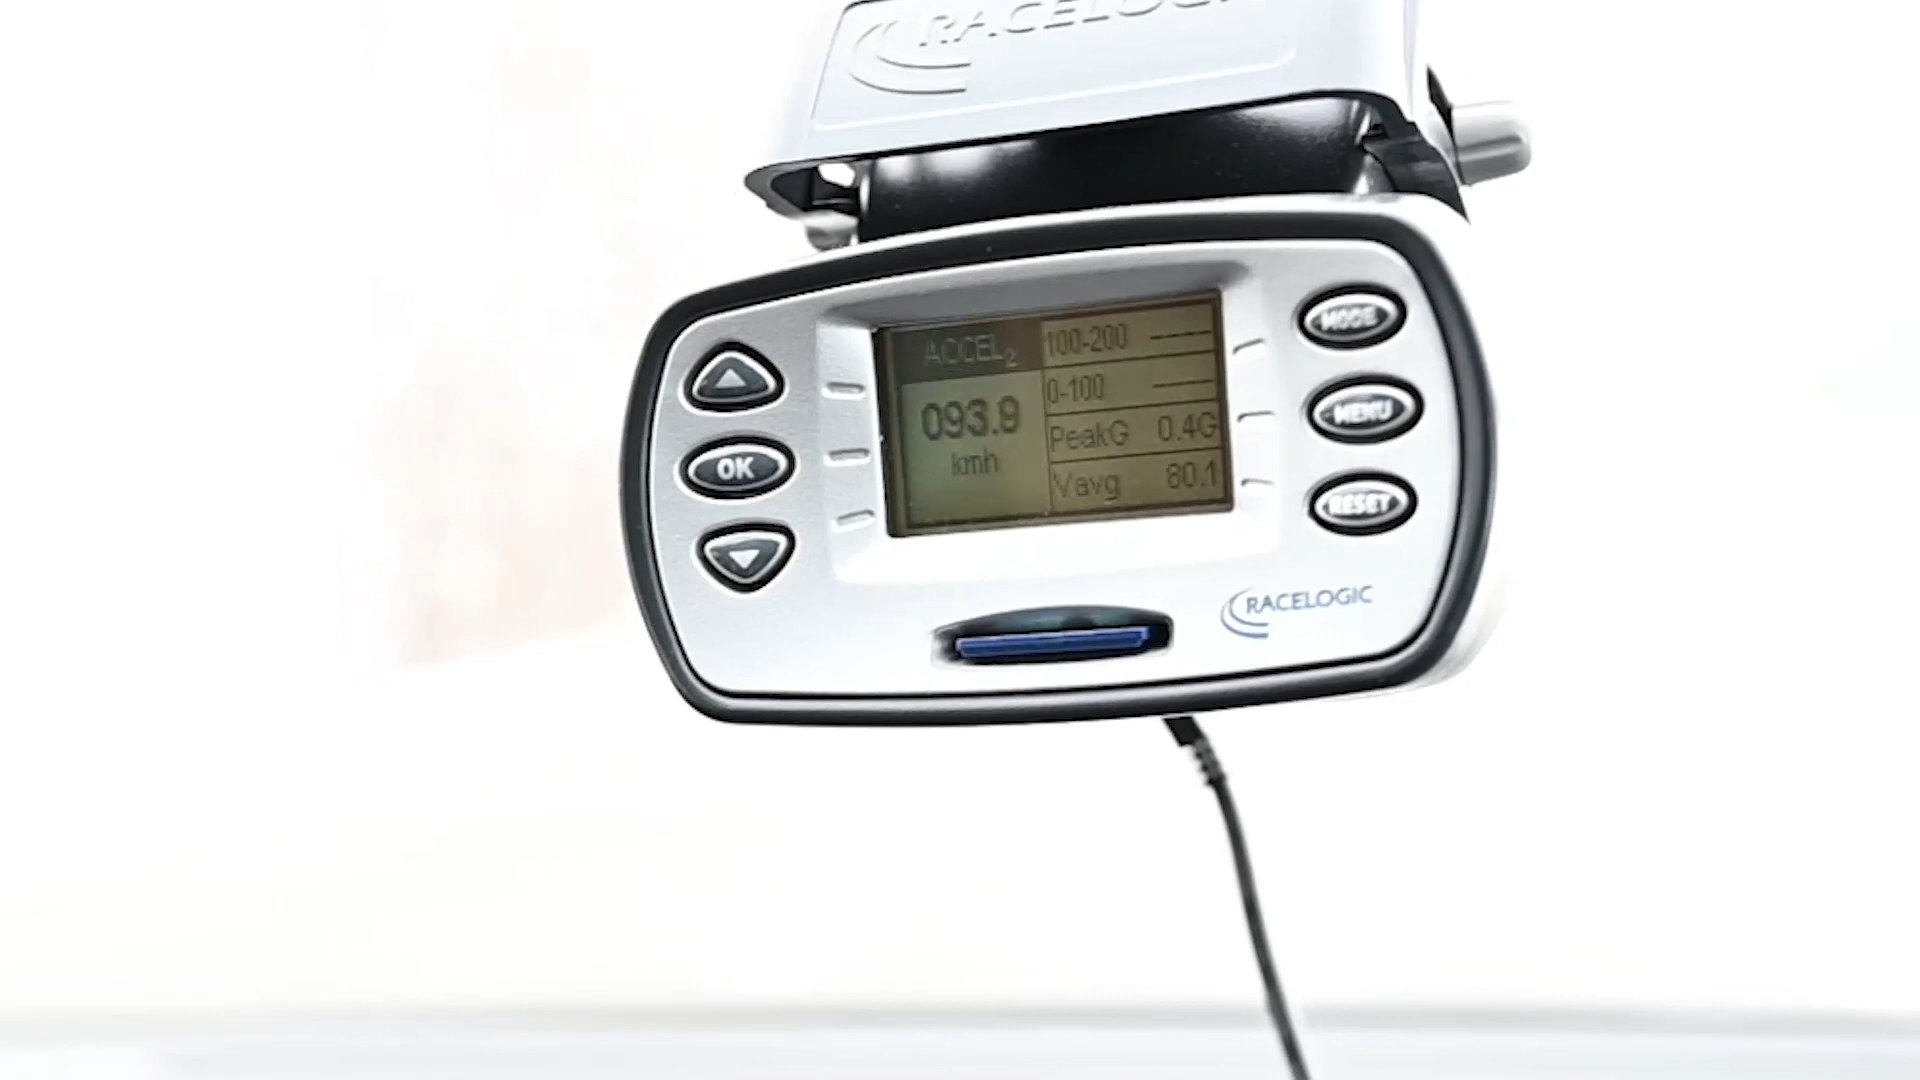 RACELOGIC
ACCEL2
093.9
kmh
100-200 -----
0-100 -----
PeakG 0.4G
Vavg 80.1
OK
MODE
MENU
RESET
RACELOGIC